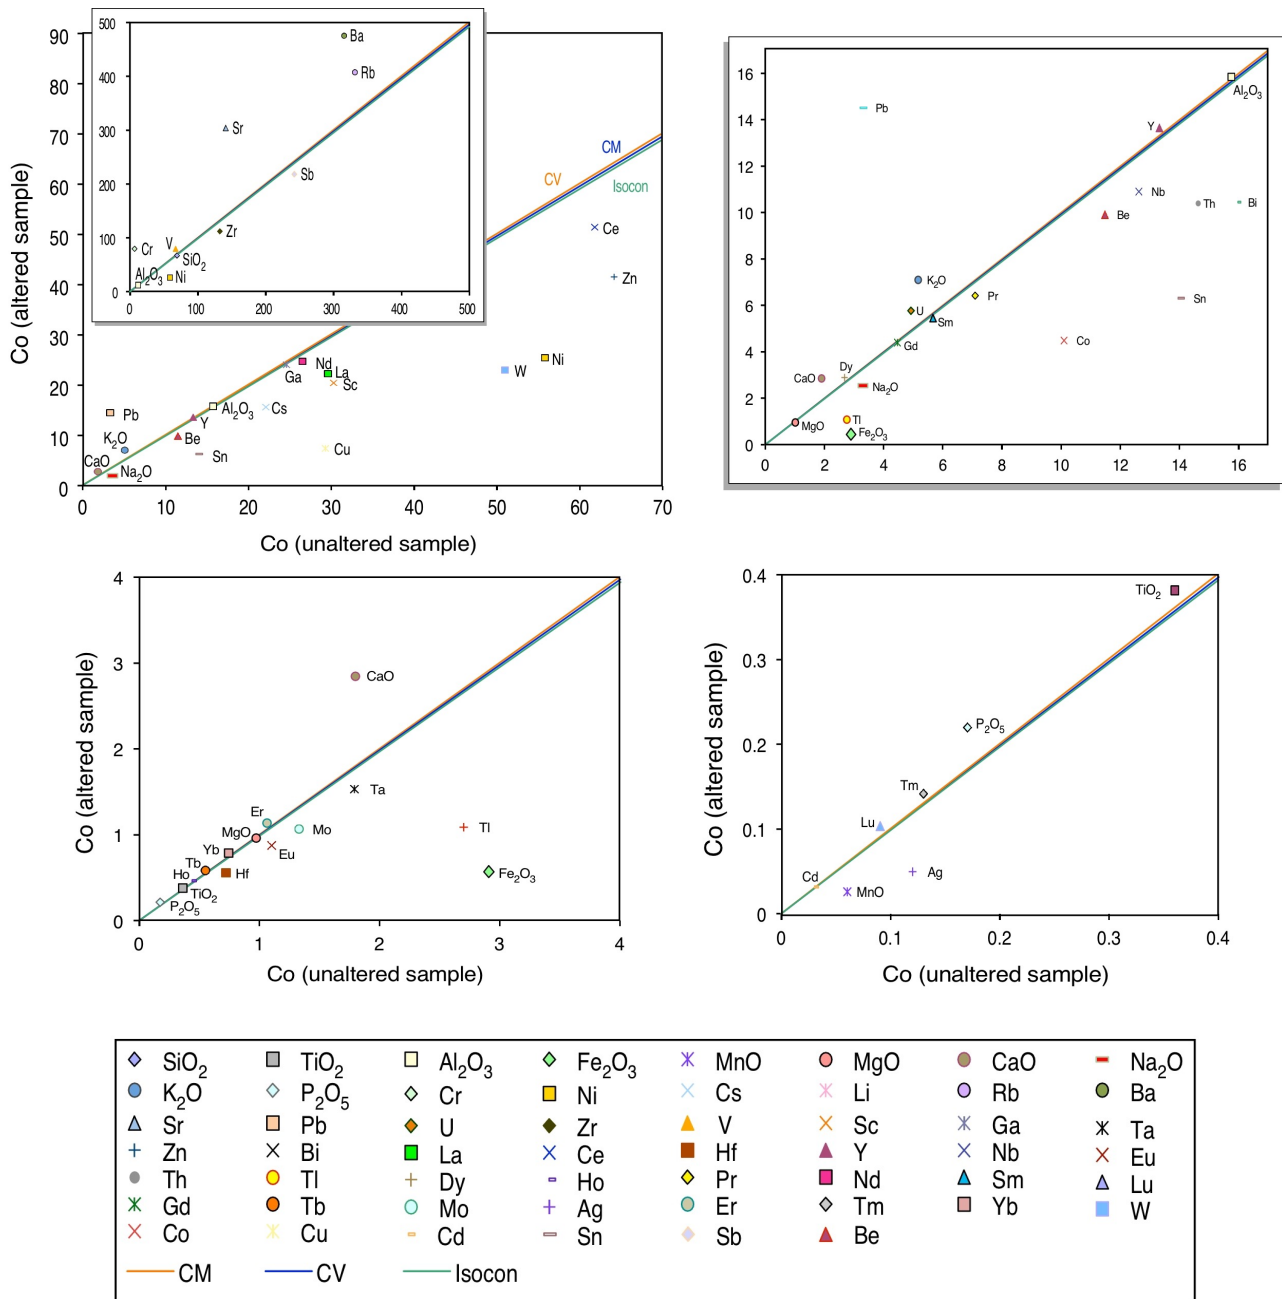 90
80
70
60
50
40
30
20
10
0
0
10
20
30
40
50
60
70
Co (altered sample)
Co (unaltered sample)
CM
CV
Isocon
Ce
Zn
Ni
W
Nd
La
Ga
Sc
Cs
Cu
Pb
Al2O3
Y
K2O
Be
Sn
CaO
Na2O
500
400
300
200
100
0
0
100
200
300
400
500
Ba
Rb
Sr
Sb
Zr
V
Cr
SiO2
Al2O3
Ni
16
14
12
10
8
6
4
2
0
0
2
4
6
8
10
12
14
16
Pb
Al2O3
Y
Nb
Th
Bi
Be
K2O
Pr
Sn
U
Sm
Co
Gd
Dy
CaO
Na2O
Tl
MgO
Fe2O3
4
3
2
1
0
0
1
2
3
4
Co (altered sample)
Co (unaltered sample)
CaO
Ta
Er
Mo
Tl
MgO
Eu
Yb
Tb
Hf
Fe2O3
Ho
TiO2
P2O5
0.4
0.3
0.2
0.1
0
0
0.1
0.2
0.3
0.4
Co (altered sample)
Co (unaltered sample)
TiO2
P2O5
Tm
Lu
Cd
Ag
MnO
SiO2 TiO2 Al2O3 Fe2O3 MnO MgO CaO Na2O
K2O P2O5 Cr Ni Cs Li Rb Ba
Sr Pb U Zr V Sc Ga Ta
Zn Bi La Ce Hf Y Nb Eu
Th Tl Dy Ho Pr Nd Sm Lu
Gd Tb Mo Ag Er Tm Yb W
Co Cu Cd Sn Sb Be
CM CV Isocon